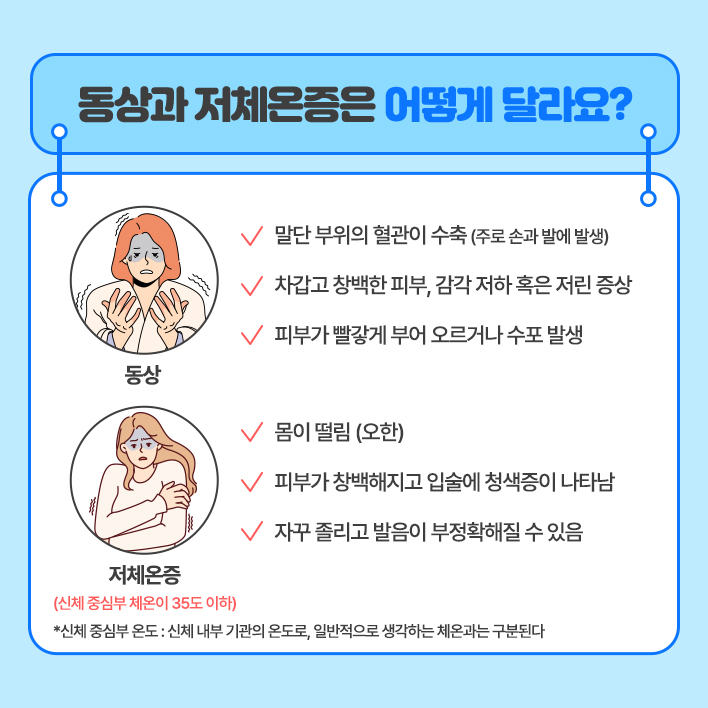 동상과 저체온증은 어떻게 달라요?
말단 부위의 혈관이 수축 (주로 손과 발에 발생)
차갑고 창백한 피부, 감각 저하 혹은 저린 증상
피부가 빨갛게 부어 오르거나 수포 발생
동상
몸이 떨림 (오한)
피부가 창백해지고 입술에 청색증이 나타남
자꾸 졸리고 발음이 부정확해질 수 있음
저체온증
(신체 중심부 체온이 35도 이하)
*신체 중심부 온도 : 신체 내부 기관의 온도로, 일반적으로 생각하는 체온과는 구분된다